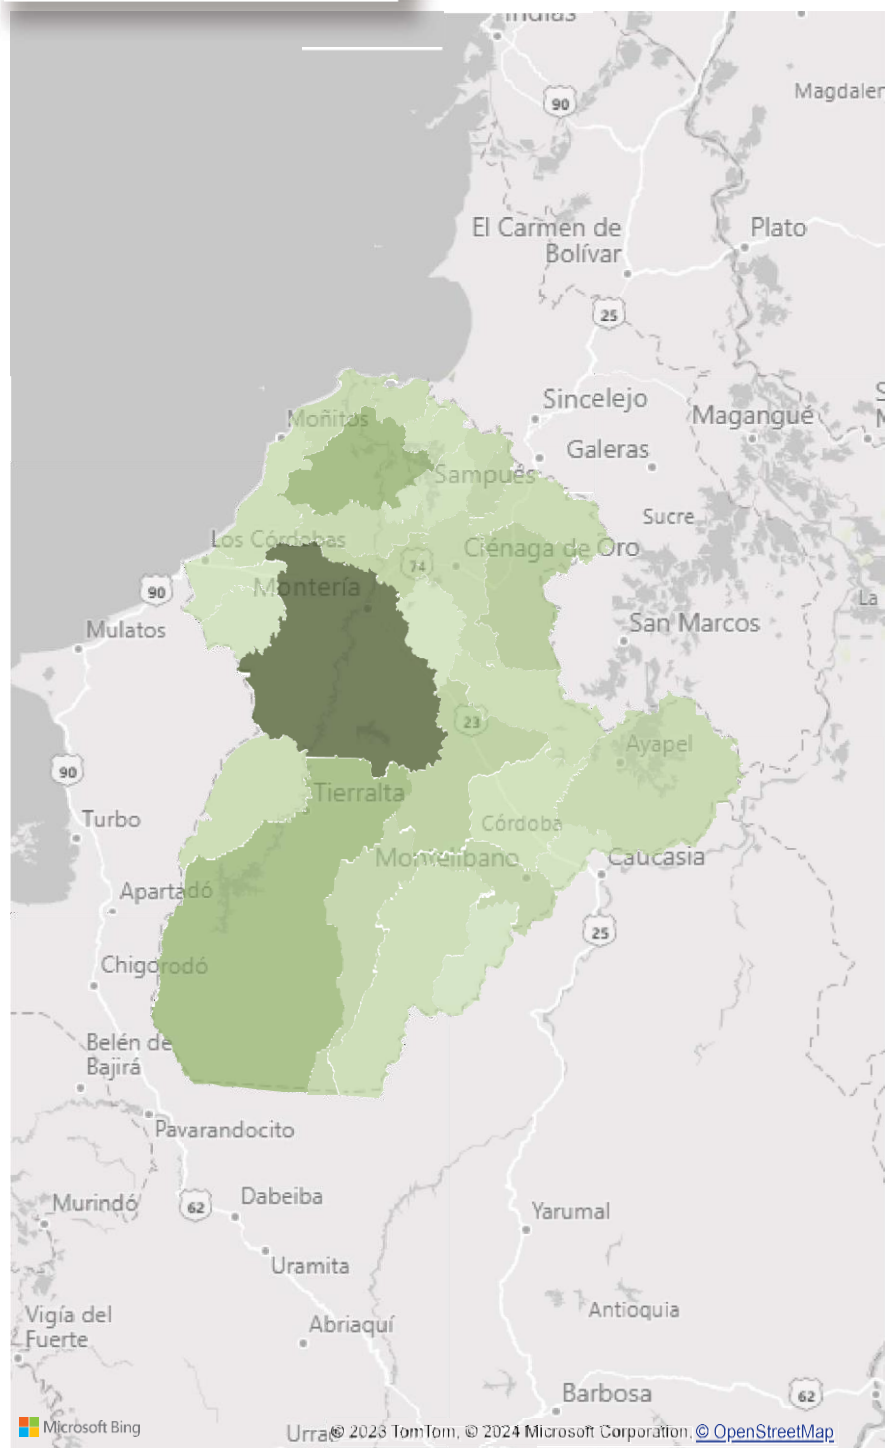 Indias
90
Magdaler
El Carmen de
Bolívar
Plato
25
Sincelejo
Moñitos
Magangué
Galeras
Sampués
Sucre
Los Córdobas
Ciénaga de Oro
74
90
Montería
La
Mulatos
San Marcos
23
Ayapel
90
Tierralta
Turbo
Córdoba
Montelíbano
Caucasia
Apartadó
25
Chigorodó
Belén de
Bajirá
Pavarandocito
Murindó
62
Dabeiba
Yarumal
Uramita
Vigía del
Fuerte
Abriaquí
Antioquia
Barbosa
62
Microsoft Bing
© 2023 TomTom, © 2024 Microsoft Corporation, © OpenStreetMap